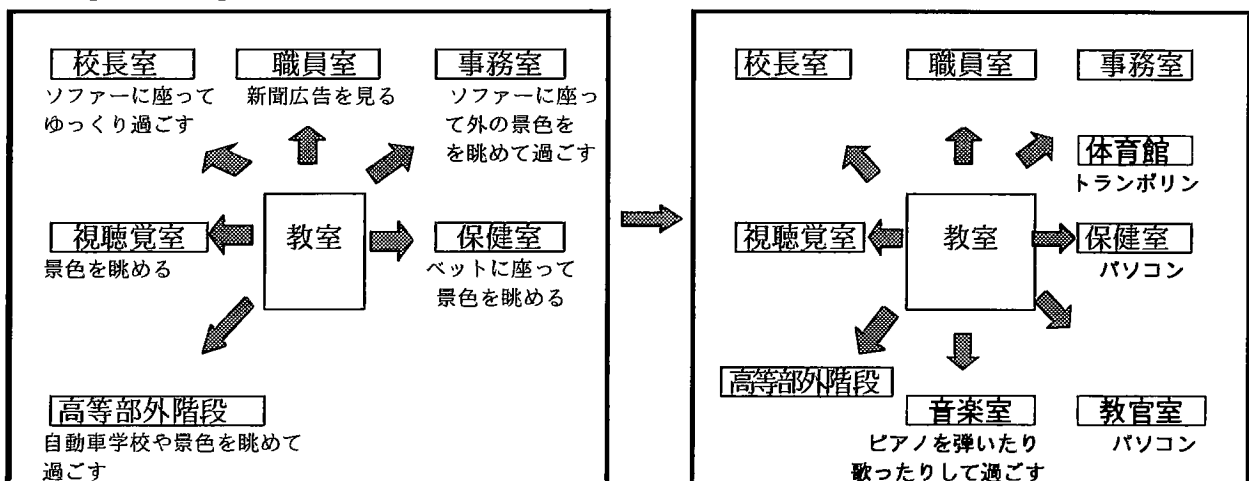 校長室
ソファーに座って
ゆっくり過ごす
職員室
新聞広告を見る
事務室
ソファーに座っ
て外の景色を
を眺めて過ごす
視聴覚室
景色を眺める
教室
保健室
ベットに座って
景色を眺める
高等部外階段
自動車学校や景色を眺めて
過ごす
校長室
職員室
事務室
体育館
トランポリン
視聴覚室
教室
保健室
パソコン
高等部外階段
音楽室
ピアノを弾いたり
歌ったりして過ごす
教官室
パソコン